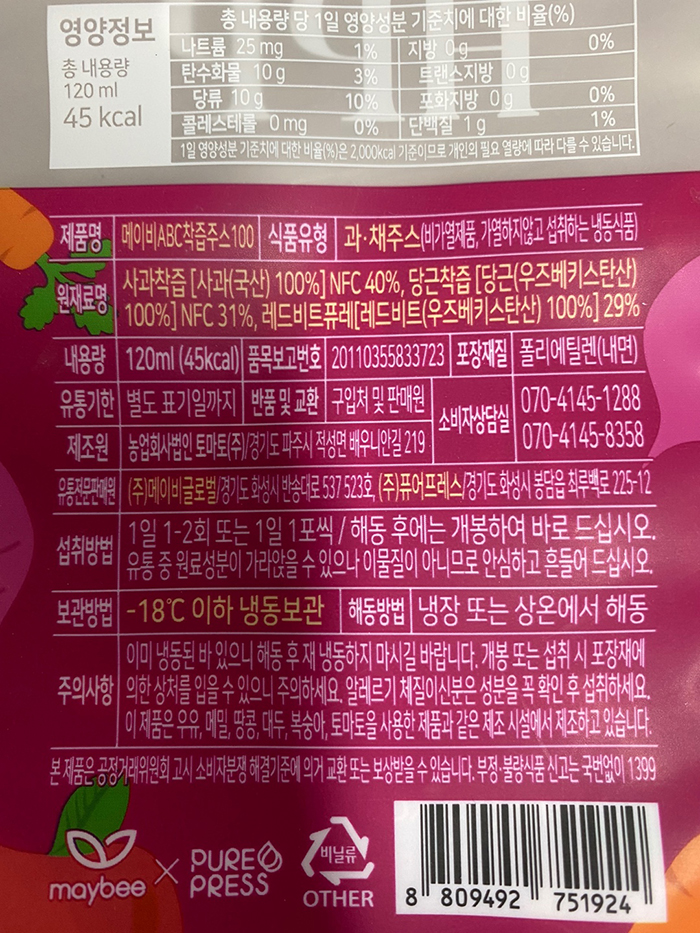 영양정보
총 내용량
120 ml
45 kcal
총 내용량 당 1일 영양성분 기준치에 대한 비율(%)
나트륨 25 mg 1% 지방 0 g 0%
탄수화물 10 g 3% 트랜스지방 0 g
당류 10 g 10% 포화지방 0 g 0%
콜레스테롤 0 mg 0% 단백질 1 g 1%
1일 영양성분 기준치에 대한 비율(%)은 2,000kcal 기준이므로 개인의 필요 열량에 따라 다를 수 있습니다.
제품명 메이비ABC착즙주스100 식품유형 과·채주스(비가열제품, 가열하지않고 섭취하는 냉동식품)
원재료명 사과착즙 [사과(국산) 100%] NFC 40%, 당근착즙 [당근(우즈베키스탄산)
100%] NFC 31%, 레드비트퓨레[레드비트(우즈베키스탄산) 100%] 29%
내용량 120ml (45kcal) 품목보고번호 20110355833723 포장재질 폴리에틸렌(내면)
유통기한 별도 표기일까지 반품 및 교환 구입처 및 판매원 소비자상담실 070-4145-1288
070-4145-8358
제조원 농업회사법인 토마토(주)/경기도 파주시 적성면 배우니안길 219
유통전문판매원 (주)메이비글로벌/경기도 화성시 반송대로 537 523호, (주)퓨어프레스/경기도 화성시 봉담읍 최루백로 225-12
섭취방법 1일 1-2회 또는 1일 1포씩 / 해동 후에는 개봉하여 바로 드십시오.
유통 중 원료성분이 가라앉을 수 있으나 이물질이 아니므로 안심하고 흔들어 드십시오.
보관방법 -18℃ 이하 냉동보관 해동방법 냉장 또는 상온에서 해동
주의사항 이미 냉동된 바 있으니 해동 후 재 냉동하지 마시길 바랍니다. 개봉 또는 섭취 시 포장재에
의한 상처를 입을 수 있으니 주의하세요. 알레르기 체질이신분은 성분을 꼭 확인 후 섭취하세요.
이 제품은 우유, 메밀, 땅콩, 대두, 복숭아, 토마토을 사용한 제품과 같은 제조 시설에서 제조하고 있습니다.
본 제품은 공정거래위원회 고시 소비자분쟁 해결기준에 의거 교환 또는 보상받을 수 있습니다. 부정·불량식품 신고는 국번없이 1399
maybee × PURE PRESS
비닐류
OTHER
8 809492 751924